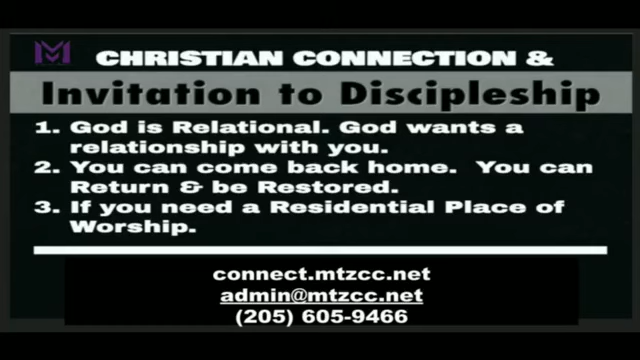 CHRISTIAN CONNECTION &
Invitation to Discipleship
1. God is Relational. God wants a
relationship with you.
2. You can come back home. You can
Return & be Restored.
3. If you need a Residential Place of
Worship.
connect.mtzcc.net
admin@mtzcc.net
(205) 605-9466